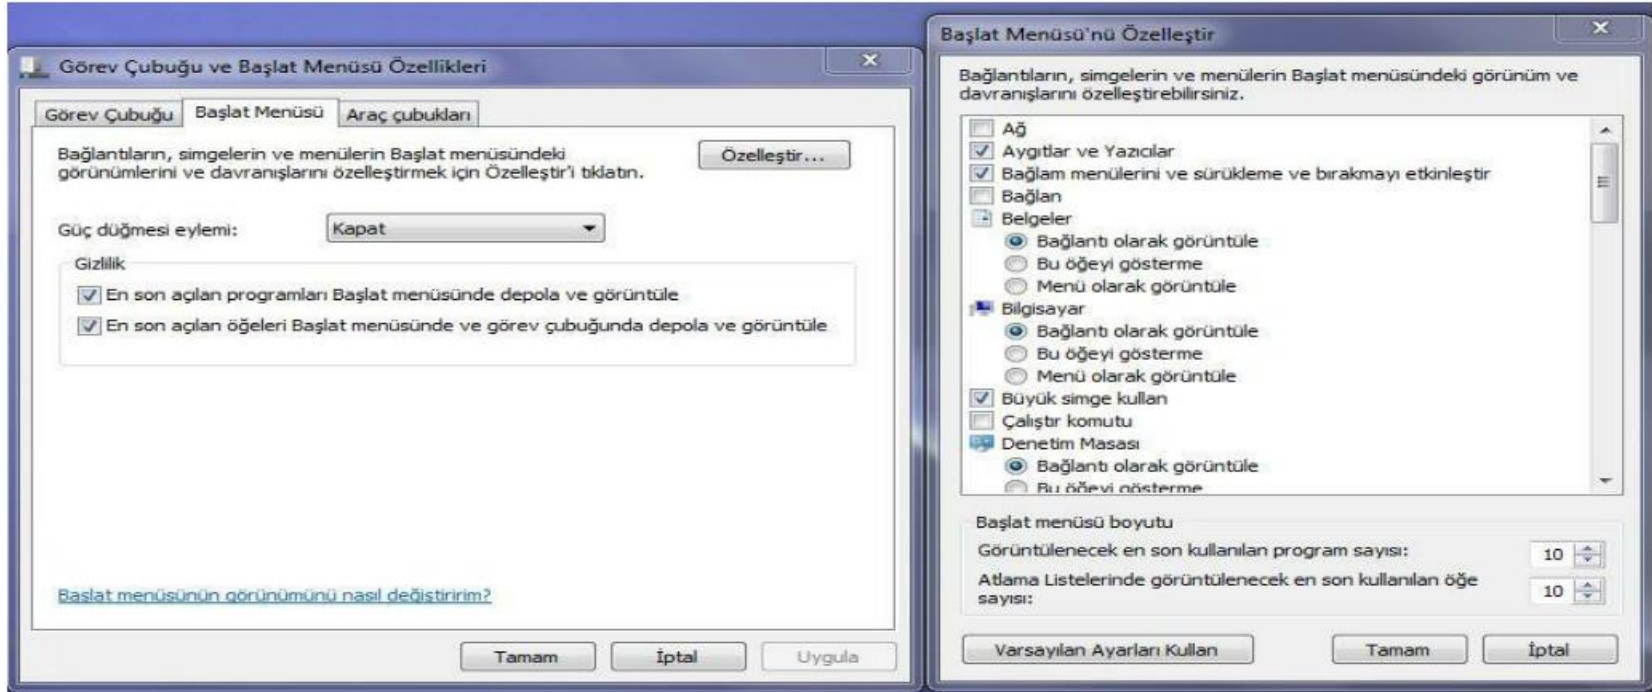 Görev Çubuğu ve Başlat Menüsü Özellikleri
Görev Çubuğu
Başlat Menüsü
Araç çubukları
Bağlantıların, simgelerin ve menülerin Başlat menüsündeki
görünümlerini ve davranışlarını özelleştirmek için Özelleştir'i tıklatın.
Özelleştir...
Güç düğmesi eylemi:
Kapat
Gizlilik
En son açılan programları Başlat menüsünde depola ve görüntüle
En son açılan öğeleri Başlat menüsünde ve görev çubuğunda depola ve görüntüle
Başlat menüsünün görünümünü nasıl değiştiririm?
Tamam
İptal
Uygula
Başlat Menüsü'nü Özelleştir
Bağlantıların, simgelerin ve menülerin Başlat menüsündeki görünüm ve
davranışlarını özelleştirebilirsiniz.
Ağ
Aygıtlar ve Yazıcılar
Bağlam menülerini ve sürükleme ve bırakmayı etkinleştir
Bağlan
Belgeler
Bağlantı olarak görüntüle
Bu öğeyi gösterme
Menü olarak görüntüle
Bilgisayar
Bağlantı olarak görüntüle
Bu öğeyi gösterme
Menü olarak görüntüle
Büyük simge kullan
Çalıştır komutu
Denetim Masası
Bağlantı olarak görüntüle
Bu öğeyi gösterme
Başlat menüsü boyutu
Görüntülenecek en son kullanılan program sayısı:
10
Atlama Listelerinde görüntülenecek en son kullanılan öğe
sayısı:
10
Varsayılan Ayarları Kullan
Tamam
İptal